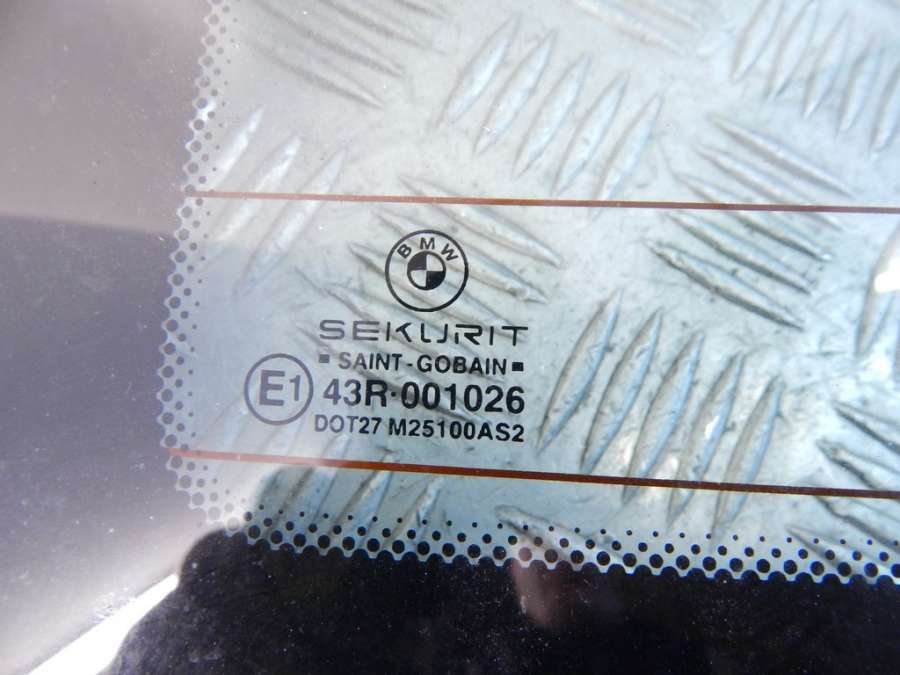 BMW
SEKURIT
SAINT-GOBAIN
E1
43R·001026
DOT27 M25100AS2